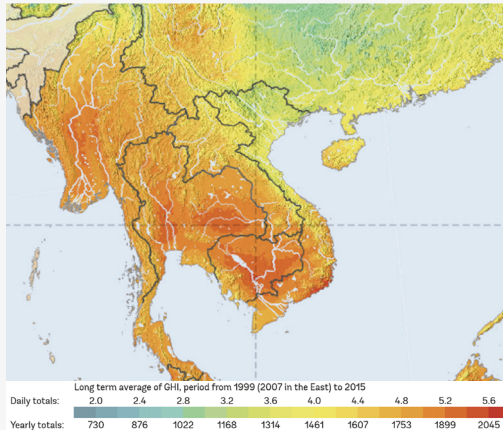 Long term average of GHI, period from 1999 (2007 in the East) to 2015
Daily totals: 2.0 2.4 2.8 3.2 3.6 4.0 4.4 4.8 5.2 5.6
Yearly totals: 730 876 1022 1168 1314 1461 1607 1753 1899 2045